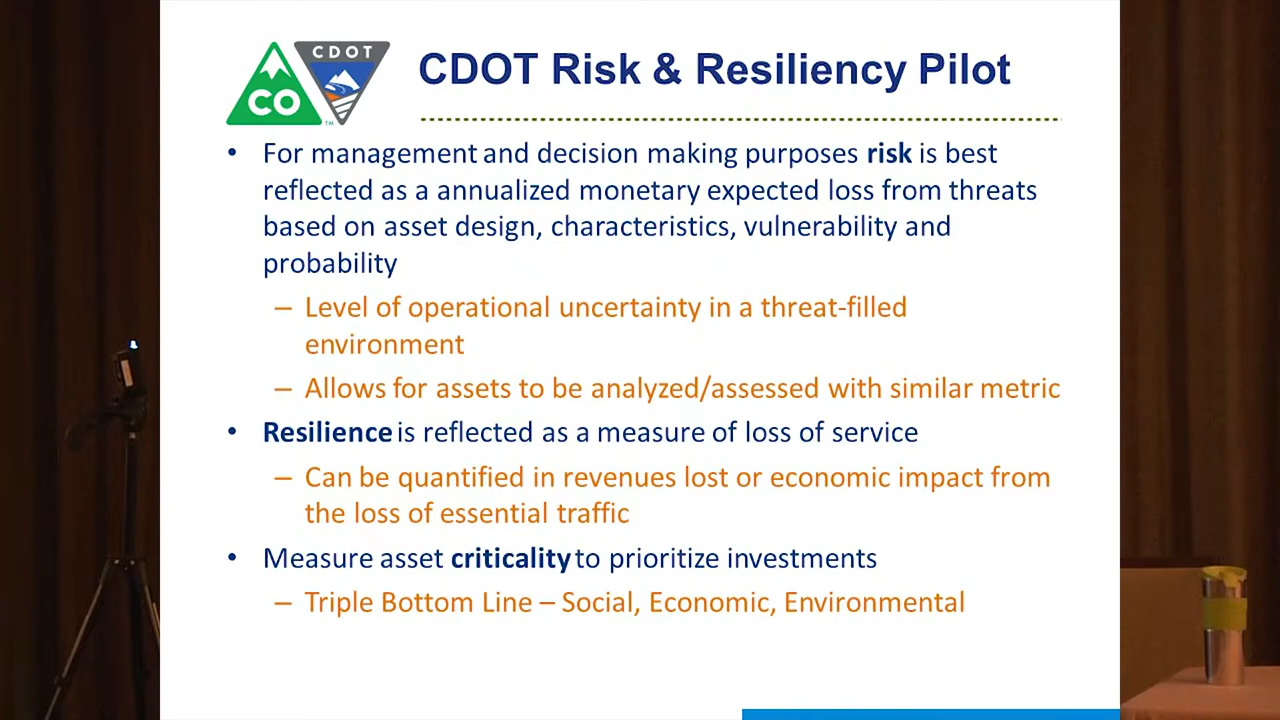 CDOT
CO
TM
CDOT Risk & Resiliency Pilot
• For management and decision making purposes risk is best
reflected as a annualized monetary expected loss from threats
based on asset design, characteristics, vulnerability and
probability
– Level of operational uncertainty in a threat-filled
environment
– Allows for assets to be analyzed/assessed with similar metric
• Resilience is reflected as a measure of loss of service
– Can be quantified in revenues lost or economic impact from
the loss of essential traffic
• Measure asset criticality to prioritize investments
– Triple Bottom Line – Social, Economic, Environmental